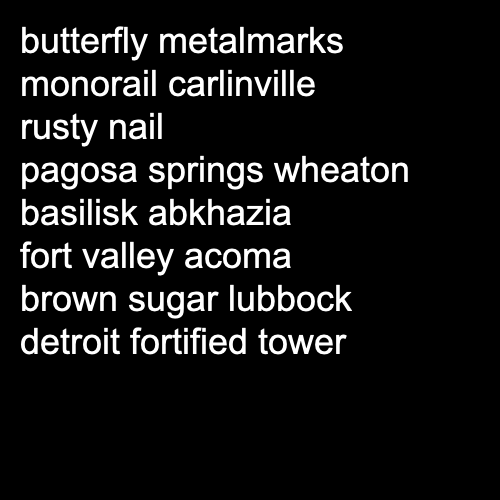 butterfly metalmarks
monorail carlinville
rusty nail
pagosa springs wheaton
basilisk abkhazia
fort valley acoma
brown sugar lubbock
detroit fortified tower